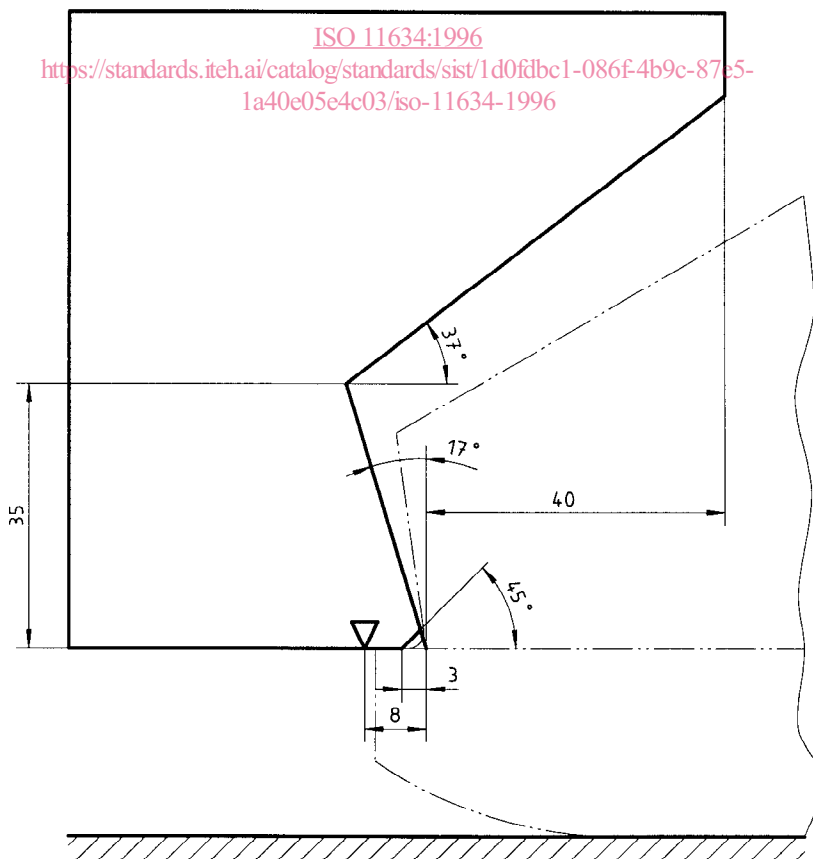 ISO 11634:1996
https://standards.iteh.ai/catalog/standards/sist/1d0fdbc1-086f-4b9c-87e5-
1a40e05e4c03/iso-11634-1996
37°
17°
40
35
45°
3
8